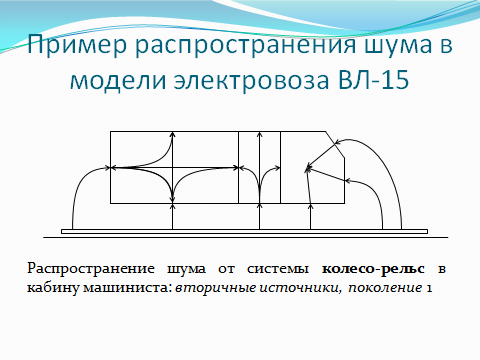 Пример распространения шума в
модели электровоза ВЛ-15
Распространение шума от системы колесо-рельс в
кабину машиниста: вторичные источники, поколение 1